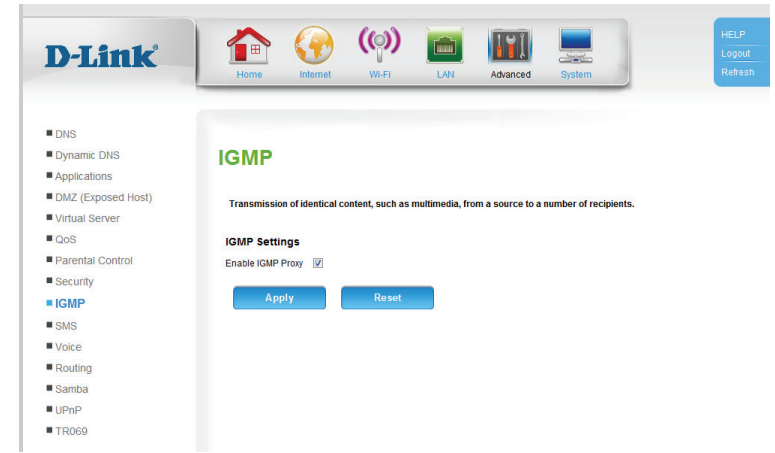 D-Link
Home Internet Wi-Fi LAN Advanced System
HELP
Logout
Refresh
DNS
Dynamic DNS
Applications
DMZ (Exposed Host)
Virtual Server
QoS
Parental Control
Security
IGMP
SMS
Voice
Routing
Samba
UPnP
TR069
IGMP
Transmission of identical content, such as multimedia, from a source to a number of recipients.
IGMP Settings
Enable IGMP Proxy
Apply Reset